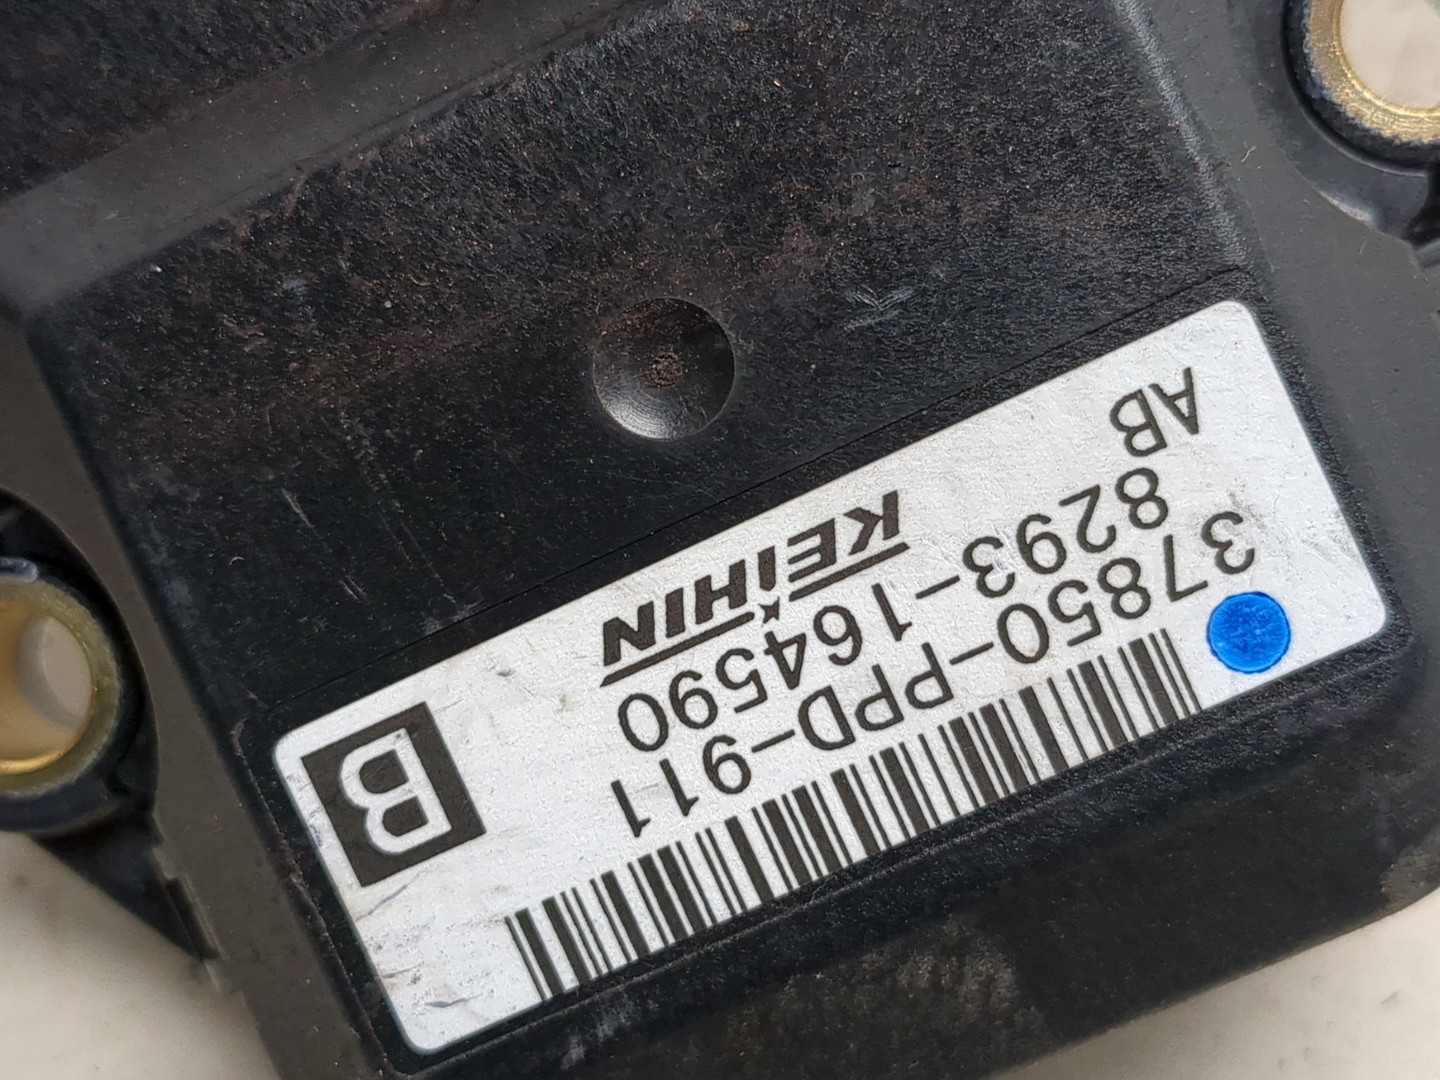 37850-PPD-911
8293-164590
AB
KEIHIN
B